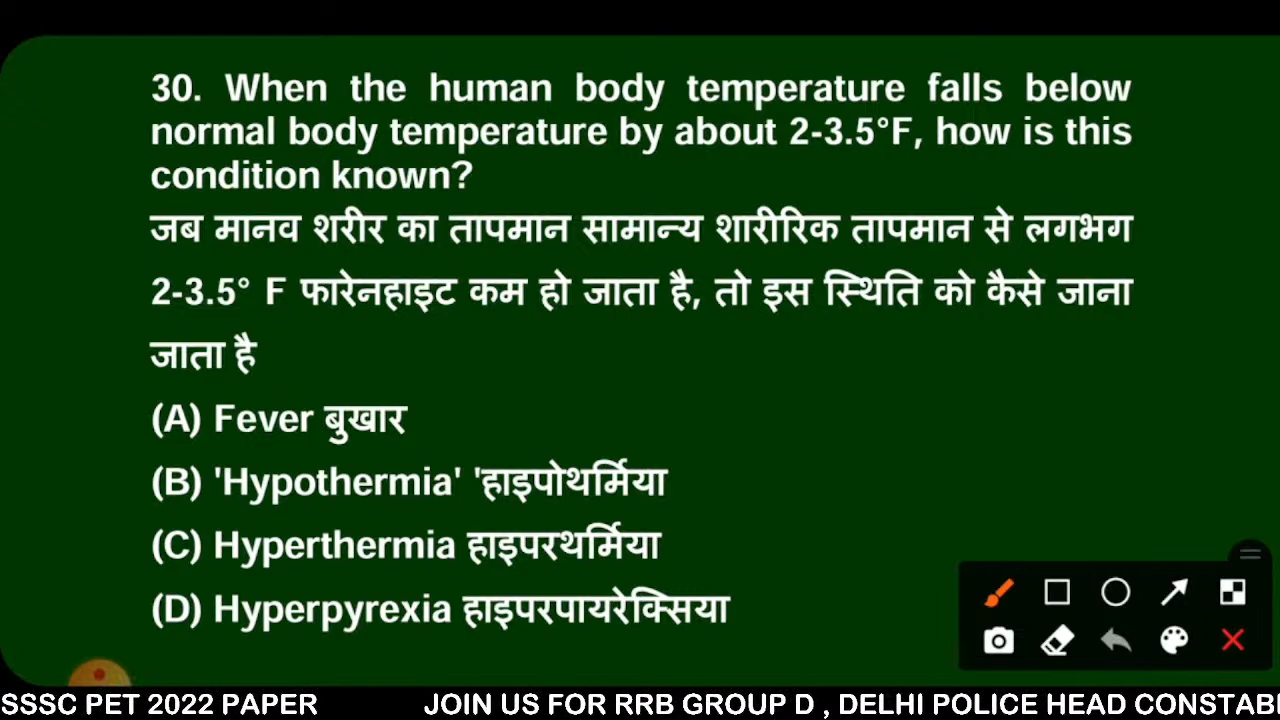 30. When the human body temperature falls below
normal body temperature by about 2-3.5°F, how is this
condition known?
जब मानव शरीर का तापमान सामान्य शारीरिक तापमान से लगभग
2-3.5° F फारेनहाइट कम हो जाता है, तो इस स्थिति को कैसे जाना
जाता है
(A) Fever बुखार
(B) 'Hypothermia' 'हाइपोथर्मिया
(C) Hyperthermia हाइपरथर्मिया
(D) Hyperpyrexia हाइपरपायरेक्सिया
SSSC PET 2022 PAPER JOIN US FOR RRB GROUP D , DELHI POLICE HEAD CONSTAB